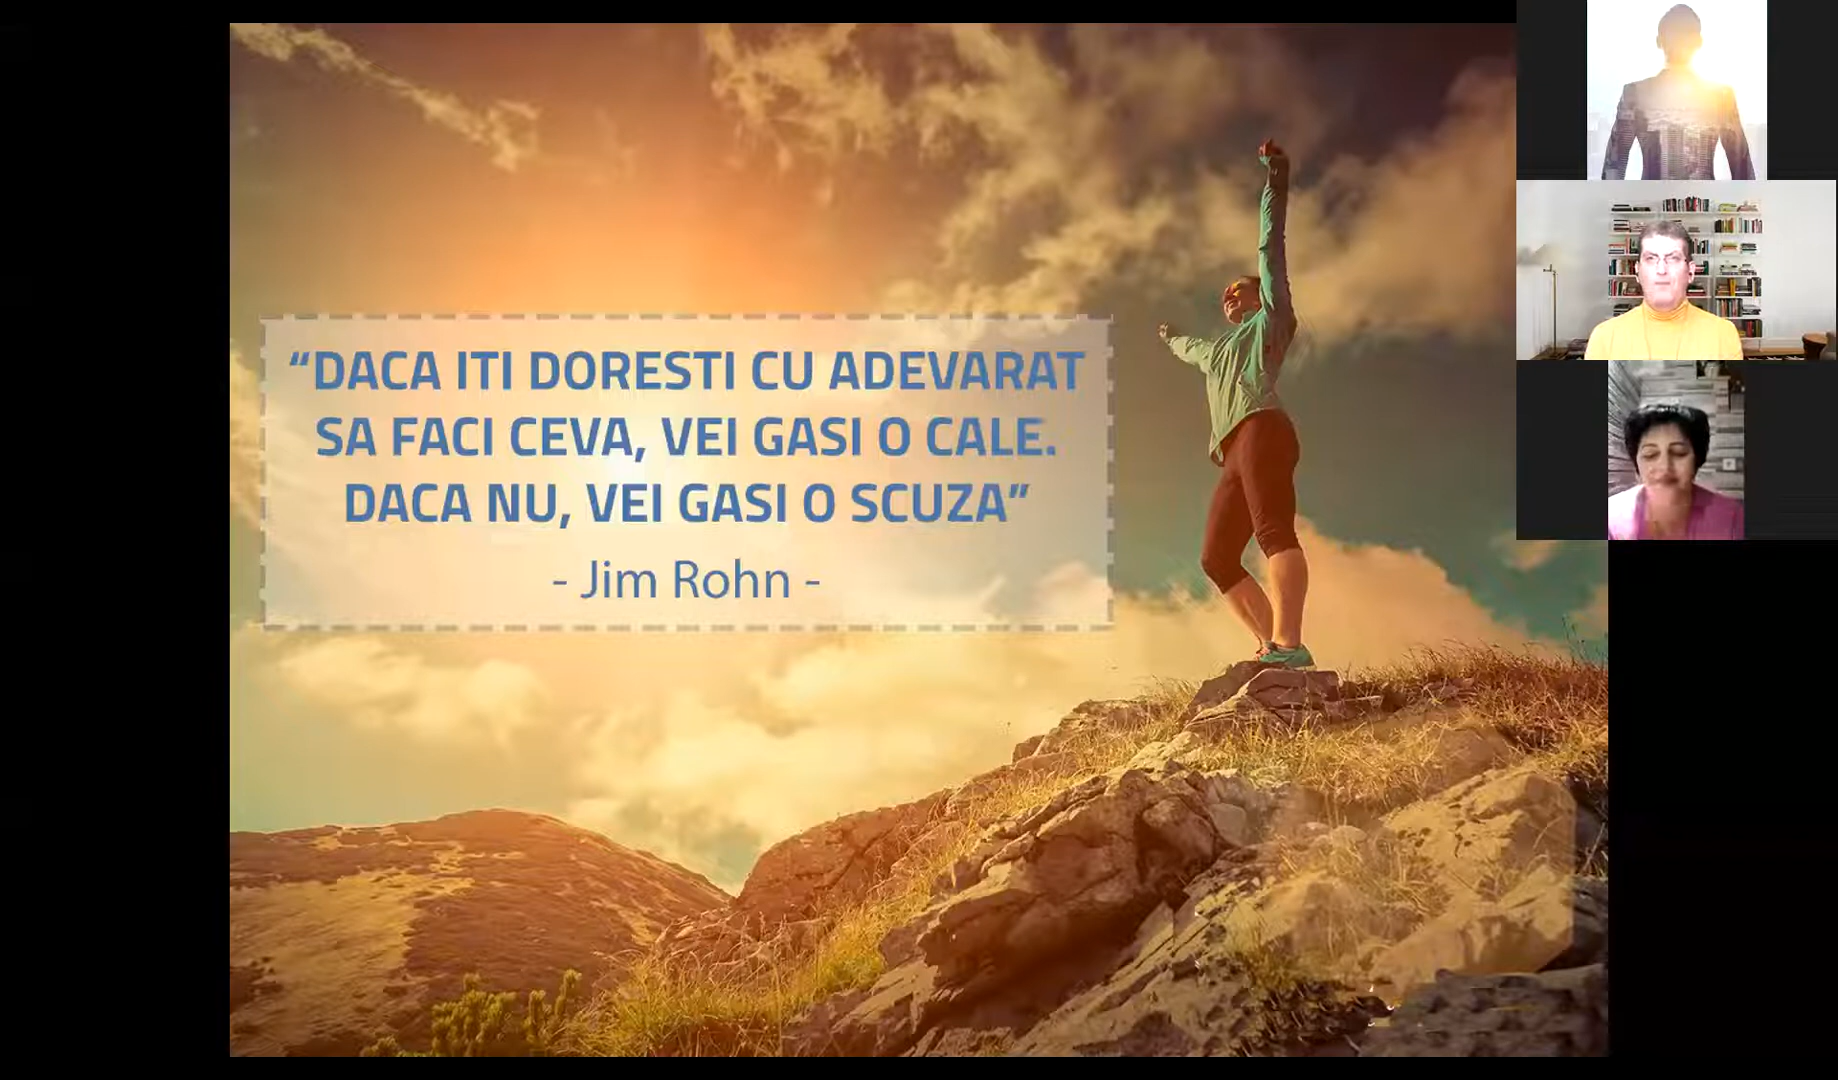 “DACA ITI DORESTI CU ADEVARAT
SA FACI CEVA, VEI GASI O CALE.
DACA NU, VEI GASI O SCUZA”
- Jim Rohn -